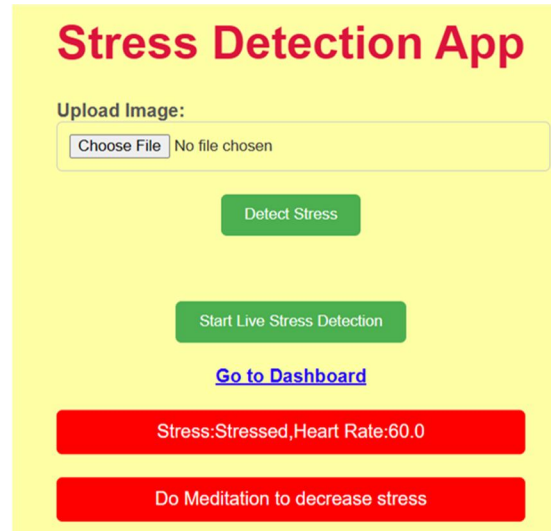 Stress Detection App
Upload Image:
Choose File No file chosen
Detect Stress
Start Live Stress Detection
Go to Dashboard
Stress:Stressed,Heart Rate:60.0
Do Meditation to decrease stress